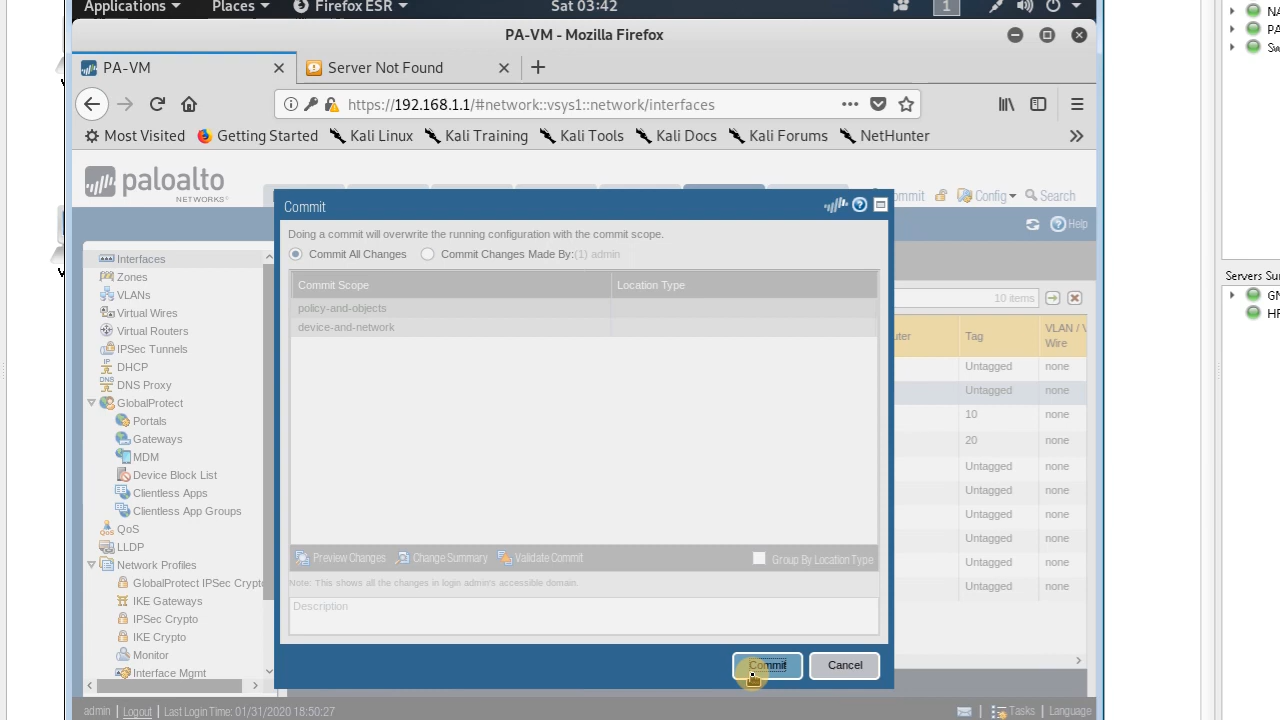 Applications Places Firefox ESR Sat 03:42 1
PA-VM - Mozilla Firefox
PA-VM Server Not Found
https://192.168.1.1/#network::vsys1::network/interfaces
Most Visited Getting Started Kali Linux Kali Training Kali Tools Kali Docs Kali Forums NetHunter
paloalto
NETWORKS
Config Search
Help
Commit
Doing a commit will overwrite the running configuration with the commit scope.
Commit All Changes Commit Changes Made By:(1) admin
Commit Scope Location Type
policy-and-objects
device-and-network
Preview Changes Change Summary Validate Commit Group By Location Type
Note: This shows all the changes in login admin's accessible domain.
Description
Commit Cancel
Interfaces
Zones
VLANs
Virtual Wires
Virtual Routers
IPSec Tunnels
DHCP
DNS Proxy
GlobalProtect
Portals
Gateways
MDM
Device Block List
Clientless Apps
Clientless App Groups
QoS
LLDP
Network Profiles
GlobalProtect IPSec Crypto
IKE Gateways
IPSec Crypto
IKE Crypto
Monitor
Interface Mgmt
10 items
Tag VLAN / V
Wire
Untagged none
Untagged none
10 none
20 none
Untagged none
Untagged none
Untagged none
Untagged none
Untagged none
Untagged none
admin Logout Last Login Time: 01/31/2020 18:50:27 Tasks Language
NA
PA
Sw
Servers Su
GN